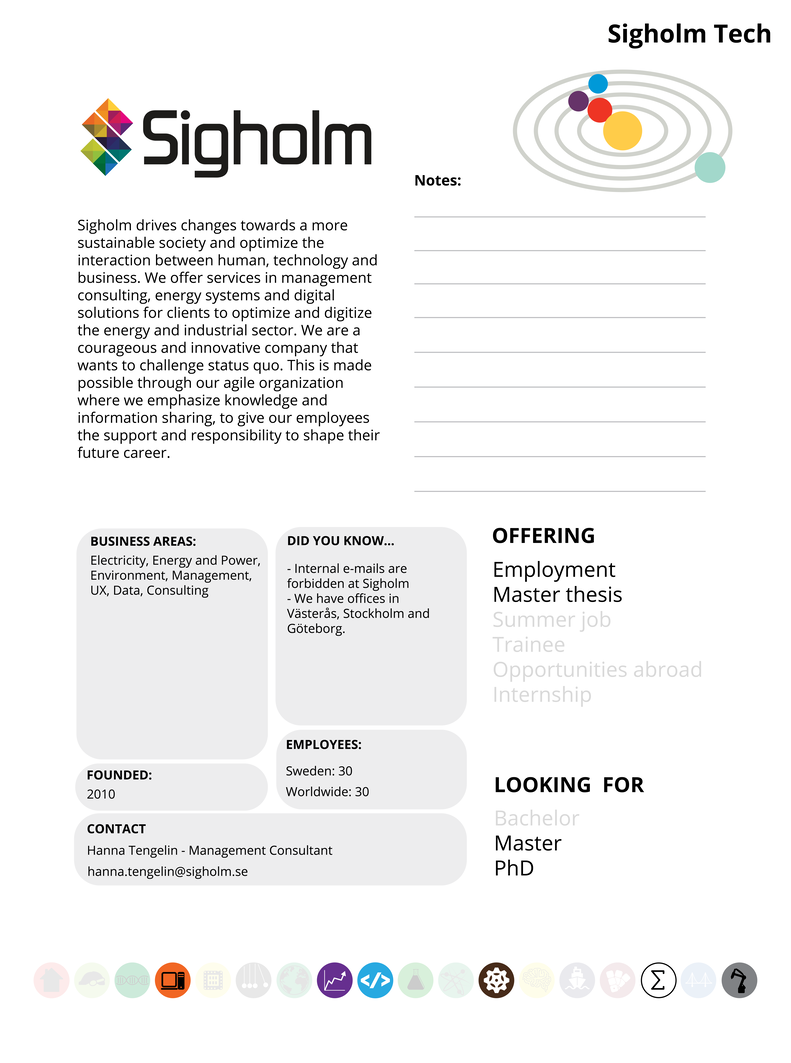 Sigholm Tech
Sigholm
Notes:
Sigholm drives changes towards a more
sustainable society and optimize the
interaction between human, technology and
business. We offer services in management
consulting, energy systems and digital
solutions for clients to optimize and digitize
the energy and industrial sector. We are a
courageous and innovative company that
wants to challenge status quo. This is made
possible through our agile organization
where we emphasize knowledge and
information sharing, to give our employees
the support and responsibility to shape their
future career.
BUSINESS AREAS:
Electricity, Energy and Power,
Environment, Management,
UX, Data, Consulting
DID YOU KNOW...
- Internal e-mails are
forbidden at Sigholm
- We have offices in
Västerås, Stockholm and
Göteborg.
EMPLOYEES:
Sweden: 30
Worldwide: 30
FOUNDED:
2010
CONTACT
Hanna Tengelin - Management Consultant
hanna.tengelin@sigholm.se
OFFERING
Employment
Master thesis
Summer job
Trainee
Opportunities abroad
Internship
LOOKING FOR
Bachelor
Master
PhD